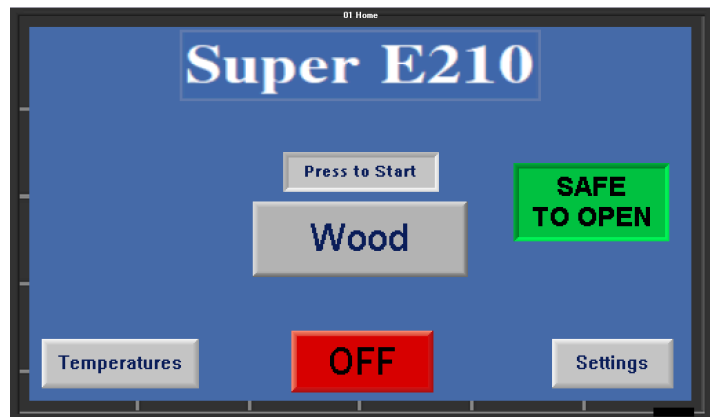 01 Home
Super E210
Press to Start
Wood
SAFE
TO OPEN
Temperatures
OFF
Settings